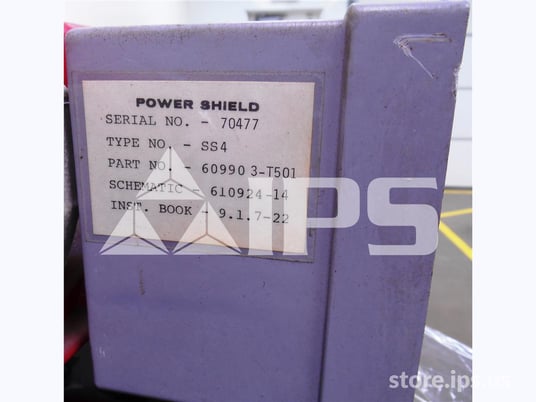 POWER SHIELD
SERIAL NO. - 70477
TYPE NO. - SS4
PART NO. - 60990 3-T501
SCHEMATIC - 610924-14
INST. BOOK - 9.1.7-22
IPS
store.ips.us